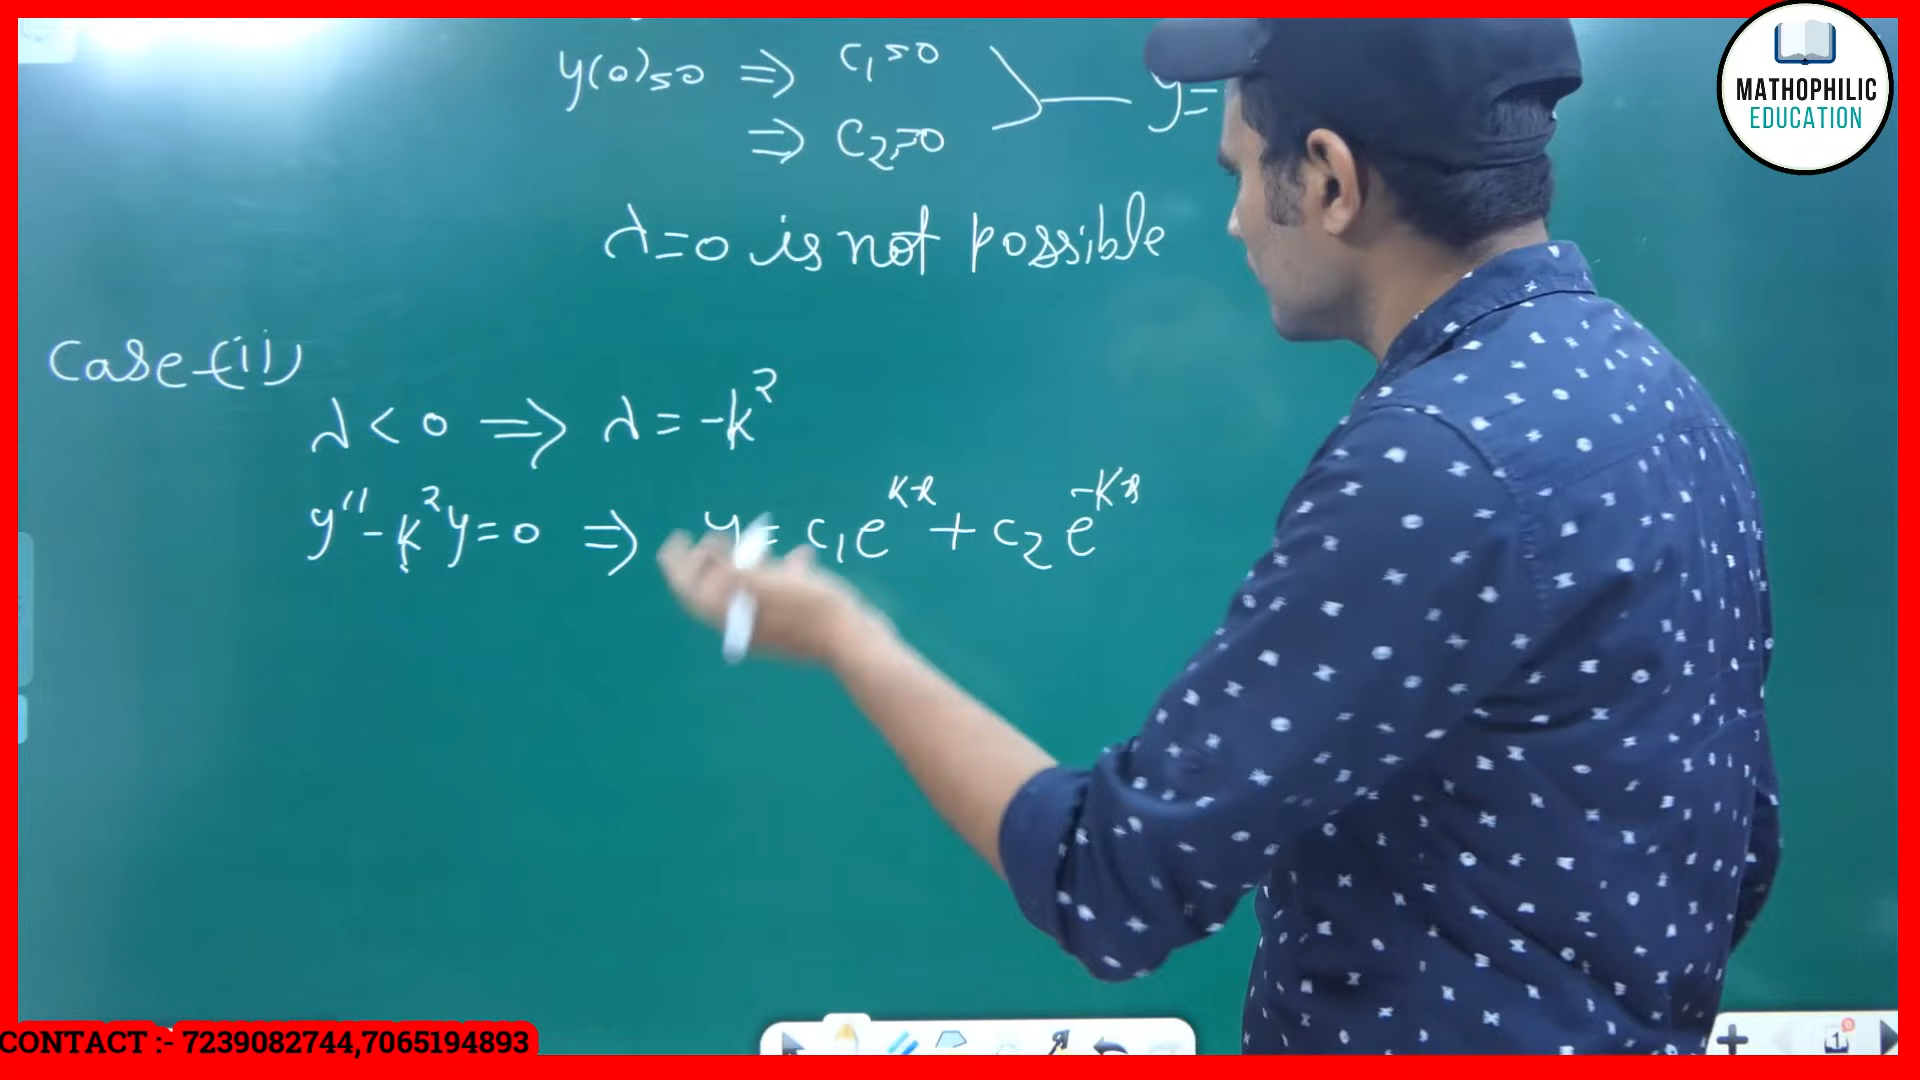 y(0)=0 ⇒ c₁=0
⇒ c₂=0
y=
λ=0 is not possible
Case-(ii)
λ < 0 ⇒ λ = -k²
y'' - k²y = 0 ⇒ y = c₁e^{kx} + c₂e^{-kx}
MATHOPHILIC
EDUCATION
CONTACT :- 7239082744,7065194893
1